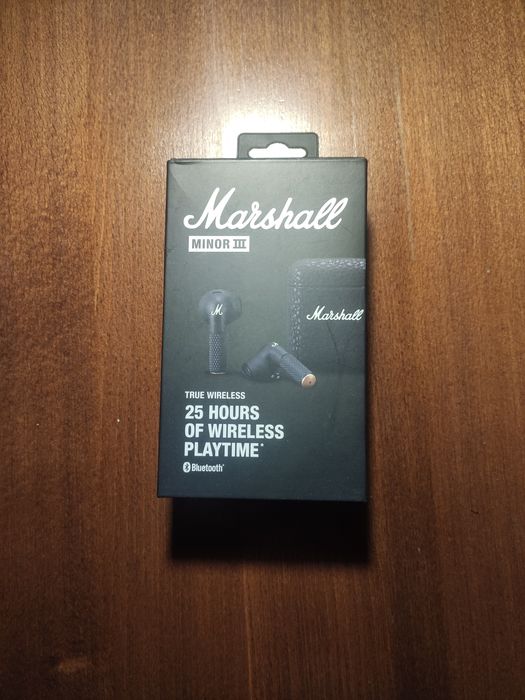 Marshall
MINOR III
M
Marshall
TRUE WIRELESS
25 HOURS
OF WIRELESS
PLAYTIME*
Bluetooth®